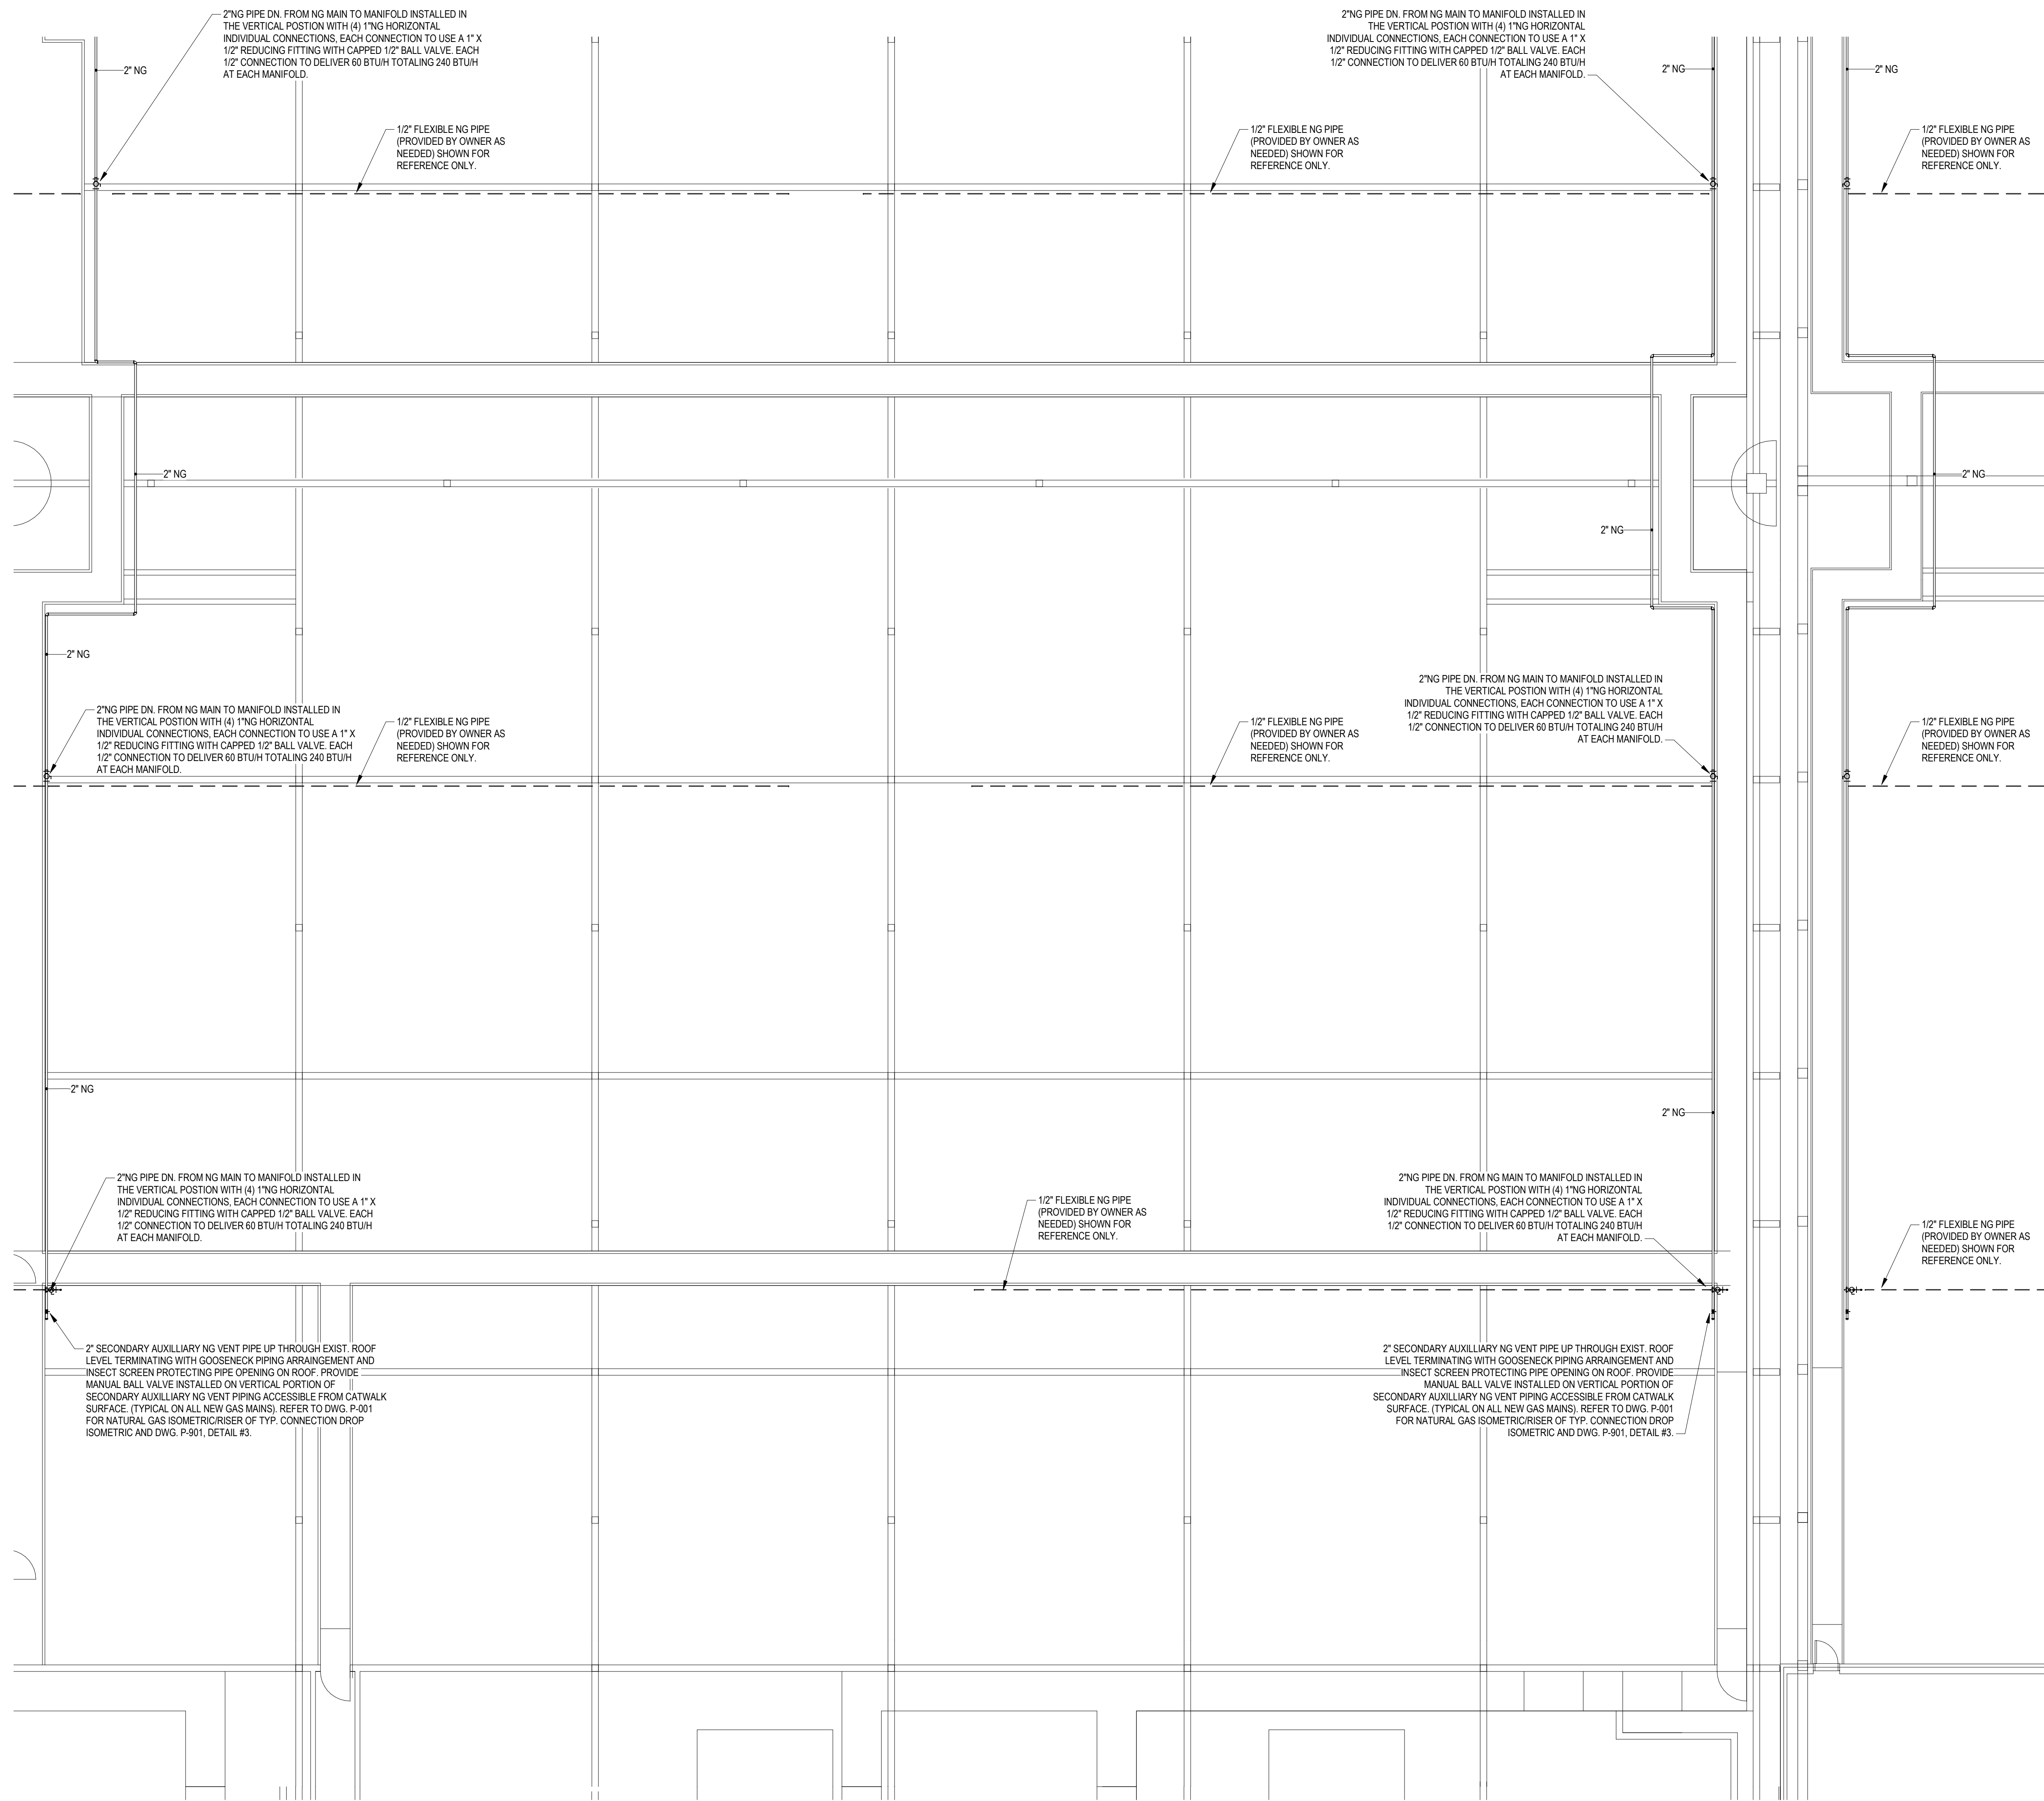 2"NG PIPE DN. FROM NG MAIN TO MANIFOLD INSTALLED IN
THE VERTICAL POSTION WITH (4) 1"NG HORIZONTAL
INDIVIDUAL CONNECTIONS, EACH CONNECTION TO USE A 1" X
1/2" REDUCING FITTING WITH CAPPED 1/2" BALL VALVE. EACH
1/2" CONNECTION TO DELIVER 60 BTU/H TOTALING 240 BTU/H
AT EACH MANIFOLD.
2"NG PIPE DN. FROM NG MAIN TO MANIFOLD INSTALLED IN
THE VERTICAL POSTION WITH (4) 1"NG HORIZONTAL
INDIVIDUAL CONNECTIONS, EACH CONNECTION TO USE A 1" X
1/2" REDUCING FITTING WITH CAPPED 1/2" BALL VALVE. EACH
1/2" CONNECTION TO DELIVER 60 BTU/H TOTALING 240 BTU/H
AT EACH MANIFOLD.
2" NG
2" NG
2" NG
1/2" FLEXIBLE NG PIPE
(PROVIDED BY OWNER AS
NEEDED) SHOWN FOR
REFERENCE ONLY.
1/2" FLEXIBLE NG PIPE
(PROVIDED BY OWNER AS
NEEDED) SHOWN FOR
REFERENCE ONLY.
1/2" FLEXIBLE NG PIPE
(PROVIDED BY OWNER AS
NEEDED) SHOWN FOR
REFERENCE ONLY.
2" NG
2" NG
2" NG
2" NG
2"NG PIPE DN. FROM NG MAIN TO MANIFOLD INSTALLED IN
THE VERTICAL POSTION WITH (4) 1"NG HORIZONTAL
INDIVIDUAL CONNECTIONS, EACH CONNECTION TO USE A 1" X
1/2" REDUCING FITTING WITH CAPPED 1/2" BALL VALVE. EACH
1/2" CONNECTION TO DELIVER 60 BTU/H TOTALING 240 BTU/H
AT EACH MANIFOLD.
1/2" FLEXIBLE NG PIPE
(PROVIDED BY OWNER AS
NEEDED) SHOWN FOR
REFERENCE ONLY.
1/2" FLEXIBLE NG PIPE
(PROVIDED BY OWNER AS
NEEDED) SHOWN FOR
REFERENCE ONLY.
2"NG PIPE DN. FROM NG MAIN TO MANIFOLD INSTALLED IN
THE VERTICAL POSTION WITH (4) 1"NG HORIZONTAL
INDIVIDUAL CONNECTIONS, EACH CONNECTION TO USE A 1" X
1/2" REDUCING FITTING WITH CAPPED 1/2" BALL VALVE. EACH
1/2" CONNECTION TO DELIVER 60 BTU/H TOTALING 240 BTU/H
AT EACH MANIFOLD.
1/2" FLEXIBLE NG PIPE
(PROVIDED BY OWNER AS
NEEDED) SHOWN FOR
REFERENCE ONLY.
2" NG
2" NG
2"NG PIPE DN. FROM NG MAIN TO MANIFOLD INSTALLED IN
THE VERTICAL POSTION WITH (4) 1"NG HORIZONTAL
INDIVIDUAL CONNECTIONS, EACH CONNECTION TO USE A 1" X
1/2" REDUCING FITTING WITH CAPPED 1/2" BALL VALVE. EACH
1/2" CONNECTION TO DELIVER 60 BTU/H TOTALING 240 BTU/H
AT EACH MANIFOLD.
1/2" FLEXIBLE NG PIPE
(PROVIDED BY OWNER AS
NEEDED) SHOWN FOR
REFERENCE ONLY.
2"NG PIPE DN. FROM NG MAIN TO MANIFOLD INSTALLED IN
THE VERTICAL POSTION WITH (4) 1"NG HORIZONTAL
INDIVIDUAL CONNECTIONS, EACH CONNECTION TO USE A 1" X
1/2" REDUCING FITTING WITH CAPPED 1/2" BALL VALVE. EACH
1/2" CONNECTION TO DELIVER 60 BTU/H TOTALING 240 BTU/H
AT EACH MANIFOLD.
1/2" FLEXIBLE NG PIPE
(PROVIDED BY OWNER AS
NEEDED) SHOWN FOR
REFERENCE ONLY.
2" SECONDARY AUXILLIARY NG VENT PIPE UP THROUGH EXIST. ROOF
LEVEL TERMINATING WITH GOOSENECK PIPING ARRAINGEMENT AND
INSECT SCREEN PROTECTING PIPE OPENING ON ROOF. PROVIDE
MANUAL BALL VALVE INSTALLED ON VERTICAL PORTION OF
SECONDARY AUXILLIARY NG VENT PIPING ACCESSIBLE FROM CATWALK
SURFACE. (TYPICAL ON ALL NEW GAS MAINS). REFER TO DWG. P-001
FOR NATURAL GAS ISOMETRIC/RISER OF TYP. CONNECTION DROP
ISOMETRIC AND DWG. P-901, DETAIL #3.
2" SECONDARY AUXILLIARY NG VENT PIPE UP THROUGH EXIST. ROOF
LEVEL TERMINATING WITH GOOSENECK PIPING ARRAINGEMENT AND
INSECT SCREEN PROTECTING PIPE OPENING ON ROOF. PROVIDE
MANUAL BALL VALVE INSTALLED ON VERTICAL PORTION OF
SECONDARY AUXILLIARY NG VENT PIPING ACCESSIBLE FROM CATWALK
SURFACE. (TYPICAL ON ALL NEW GAS MAINS). REFER TO DWG. P-001
FOR NATURAL GAS ISOMETRIC/RISER OF TYP. CONNECTION DROP
ISOMETRIC AND DWG. P-901, DETAIL #3.